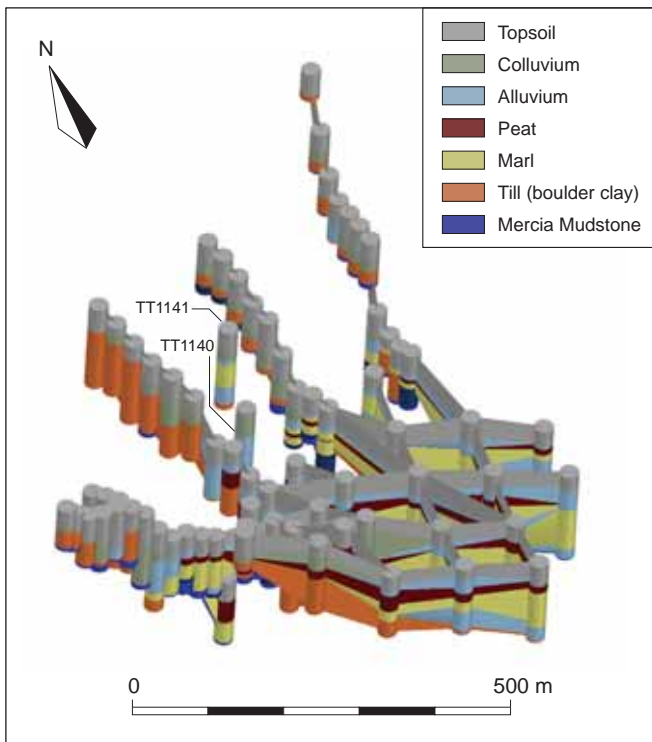 N
Topsoil
Colluvium
Alluvium
Peat
Marl
Till (boulder clay)
Mercia Mudstone
TT1141
TT1140
0
500 m